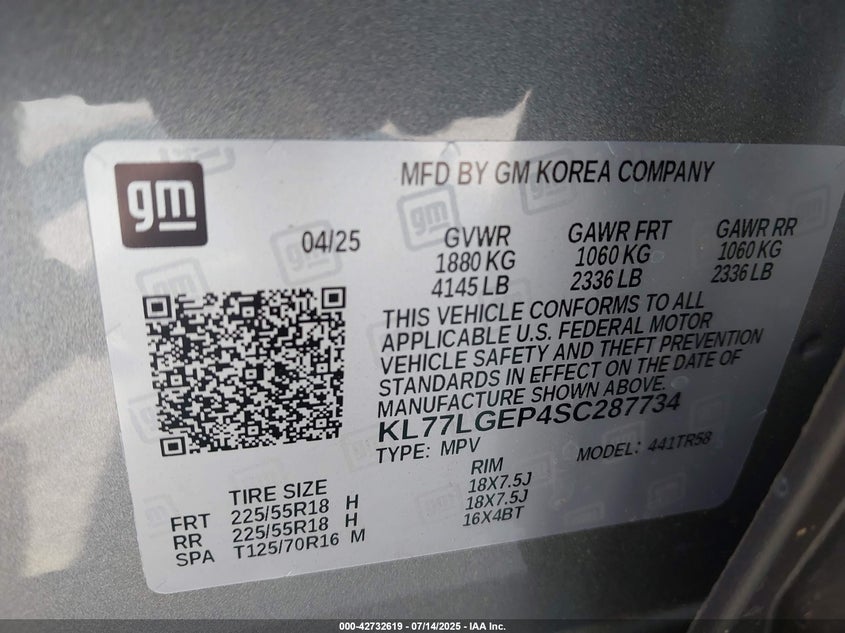 gm
MFD BY GM KOREA COMPANY
04/25
GVWR
1880 KG
4145 LB
GAWR FRT
1060 KG
2336 LB
GAWR RR
1060 KG
2336 LB
THIS VEHICLE CONFORMS TO ALL
APPLICABLE U.S. FEDERAL MOTOR
VEHICLE SAFETY AND THEFT PREVENTION
STANDARDS IN EFFECT ON THE DATE OF
MANUFACTURE SHOWN ABOVE.
KL77LGEP4SC287734
TYPE: MPV
MODEL: 441TR58
TIRE SIZE
RIM
FRT 225/55R18 H 18X7.5J
RR 225/55R18 H 18X7.5J
SPA T125/70R16 M 16X4BT
000-42732619 - 07/14/2025 - IAA Inc.